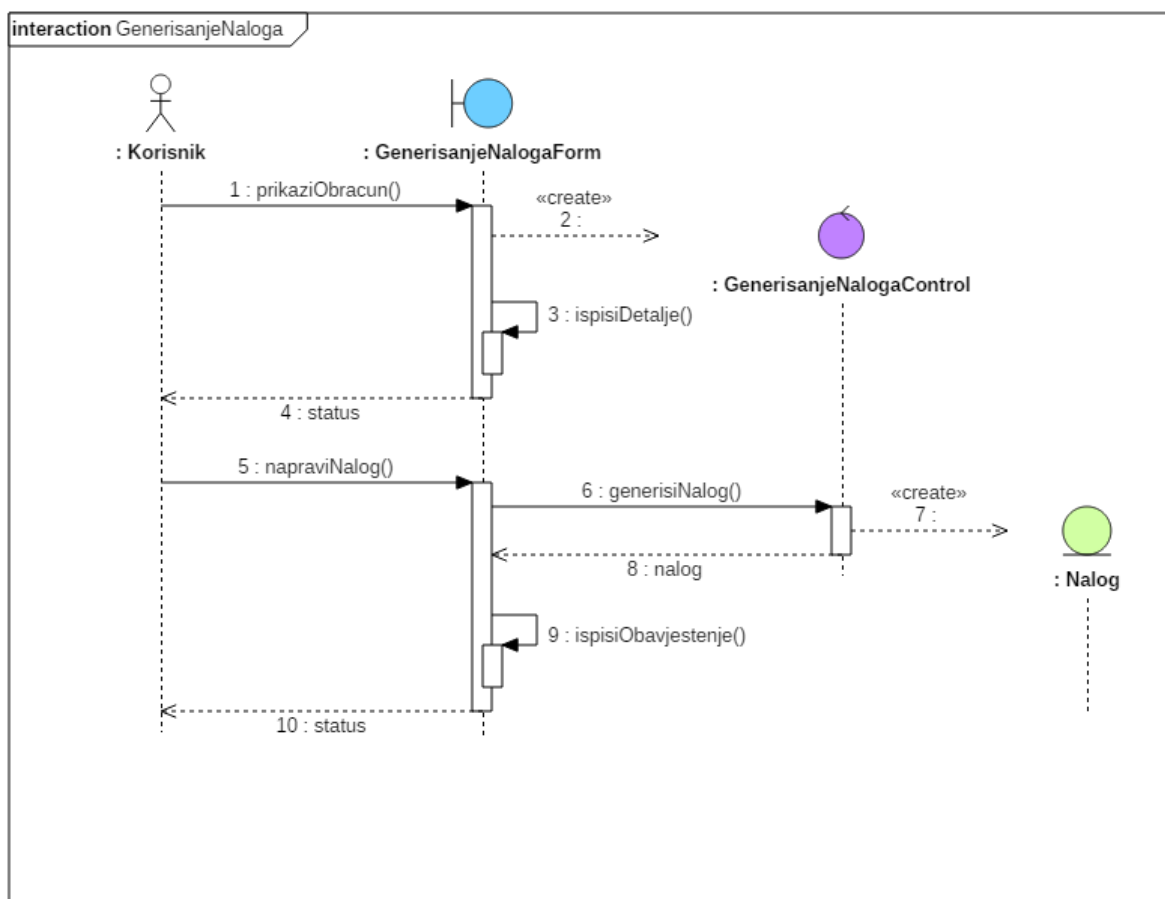 interaction GenerisanjeNaloga
: Korisnik
: GenerisanjeNalogaForm
1 : prikaziObracun()
«create»
2 :
: GenerisanjeNalogaControl
3 : ispisiDetalje()
4 : status
5 : napraviNalog()
6 : generisiNalog()
«create»
7 :
8 : nalog
: Nalog
9 : ispisiObavjestenje()
10 : status